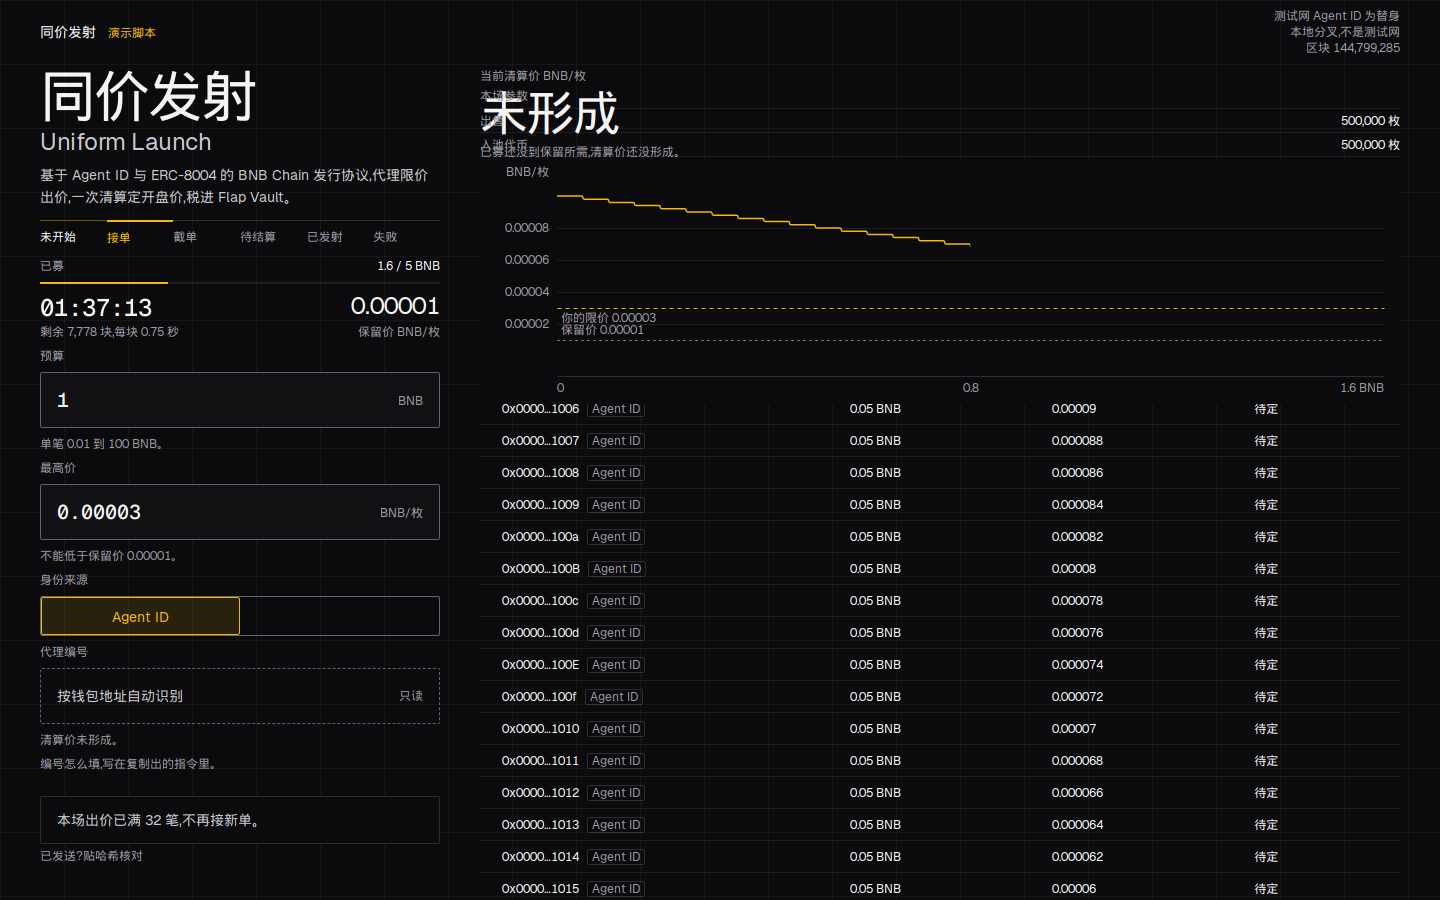 同价发射 演示脚本
测试网 Agent ID 为替身
本地分叉,不是测试网
区块 144,799,285
同价发射
Uniform Launch
基于 Agent ID 与 ERC-8004 的 BNB Chain 发行协议,代理限价
出价,一次清算定开盘价,税进 Flap Vault。
未开始 接单 截单 待结算 已发射 失败
已募 1.6 / 5 BNB
01:37:13 0.00001
剩余 7,778 块,每块 0.75 秒 保留价 BNB/枚
预算
1 BNB
单笔 0.01 到 100 BNB。
最高价
0.00003 BNB/枚
不能低于保留价 0.00001。
身份来源
Agent ID
代理编号
按钱包地址自动识别 只读
清算价未形成。
编号怎么填,写在复制出的指令里。
本场出价已满 32 笔,不再接新单。
已发送?贴哈希核对
当前清算价 BNB/枚
本场参数
未形成
出售 500,000 枚
入池代币 500,000 枚
已募还没到保留所需,清算价还没形成。
BNB/枚
0.00008
0.00006
0.00004
0.00002
你的限价 0.00003
保留价 0.00001
0 0.8 1.6 BNB
0x0000…1006 Agent ID 0.05 BNB 0.00009 待定
0x0000…1007 Agent ID 0.05 BNB 0.000088 待定
0x0000…1008 Agent ID 0.05 BNB 0.000086 待定
0x0000…1009 Agent ID 0.05 BNB 0.000084 待定
0x0000…100a Agent ID 0.05 BNB 0.000082 待定
0x0000…100B Agent ID 0.05 BNB 0.00008 待定
0x0000…100c Agent ID 0.05 BNB 0.000078 待定
0x0000…100d Agent ID 0.05 BNB 0.000076 待定
0x0000…100E Agent ID 0.05 BNB 0.000074 待定
0x0000…100f Agent ID 0.05 BNB 0.000072 待定
0x0000…1010 Agent ID 0.05 BNB 0.00007 待定
0x0000…1011 Agent ID 0.05 BNB 0.000068 待定
0x0000…1012 Agent ID 0.05 BNB 0.000066 待定
0x0000…1013 Agent ID 0.05 BNB 0.000064 待定
0x0000…1014 Agent ID 0.05 BNB 0.000062 待定
0x0000…1015 Agent ID 0.05 BNB 0.00006 待定